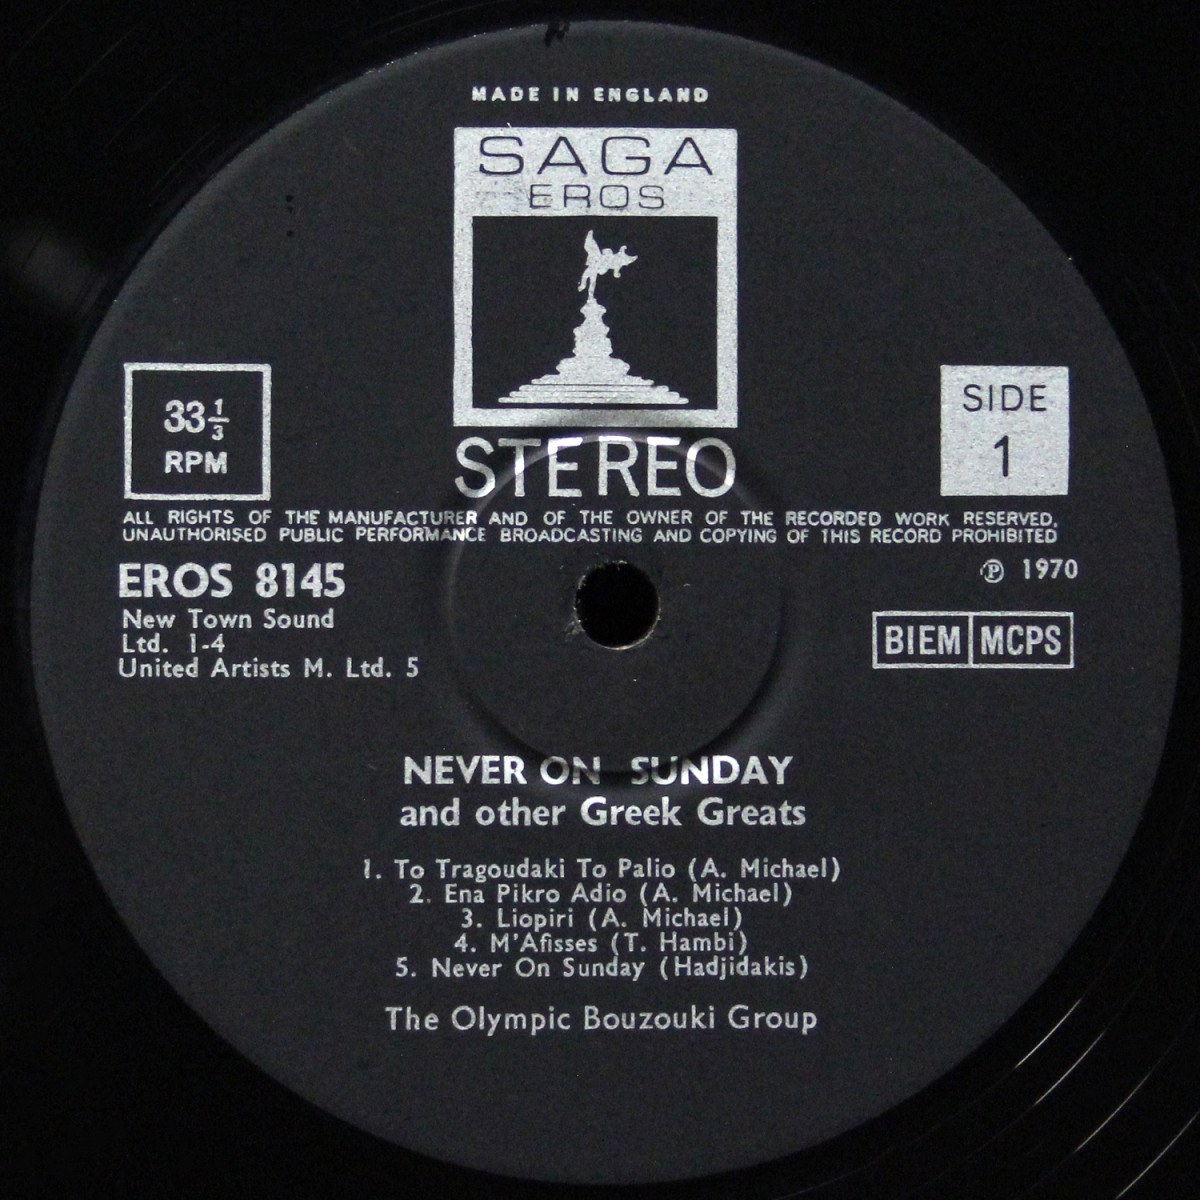 MADE IN ENGLAND
SAGA
EROS
33 1/3
RPM
SIDE
1
STEREO
ALL RIGHTS OF THE MANUFACTURER AND OF THE OWNER OF THE RECORDED WORK RESERVED,
UNAUTHORISED PUBLIC PERFORMANCE BROADCASTING AND COPYING OF THIS RECORD PROHIBITED
EROS 8145
New Town Sound
Ltd. 1-4
United Artists M. Ltd. 5
℗ 1970
BIEM MCPS
NEVER ON SUNDAY
and other Greek Greats
1. To Tragoudaki To Palio (A. Michael)
2. Ena Pikro Adio (A. Michael)
3. Liopiri (A. Michael)
4. M'Afisses (T. Hambi)
5. Never On Sunday (Hadjidakis)
The Olympic Bouzouki Group